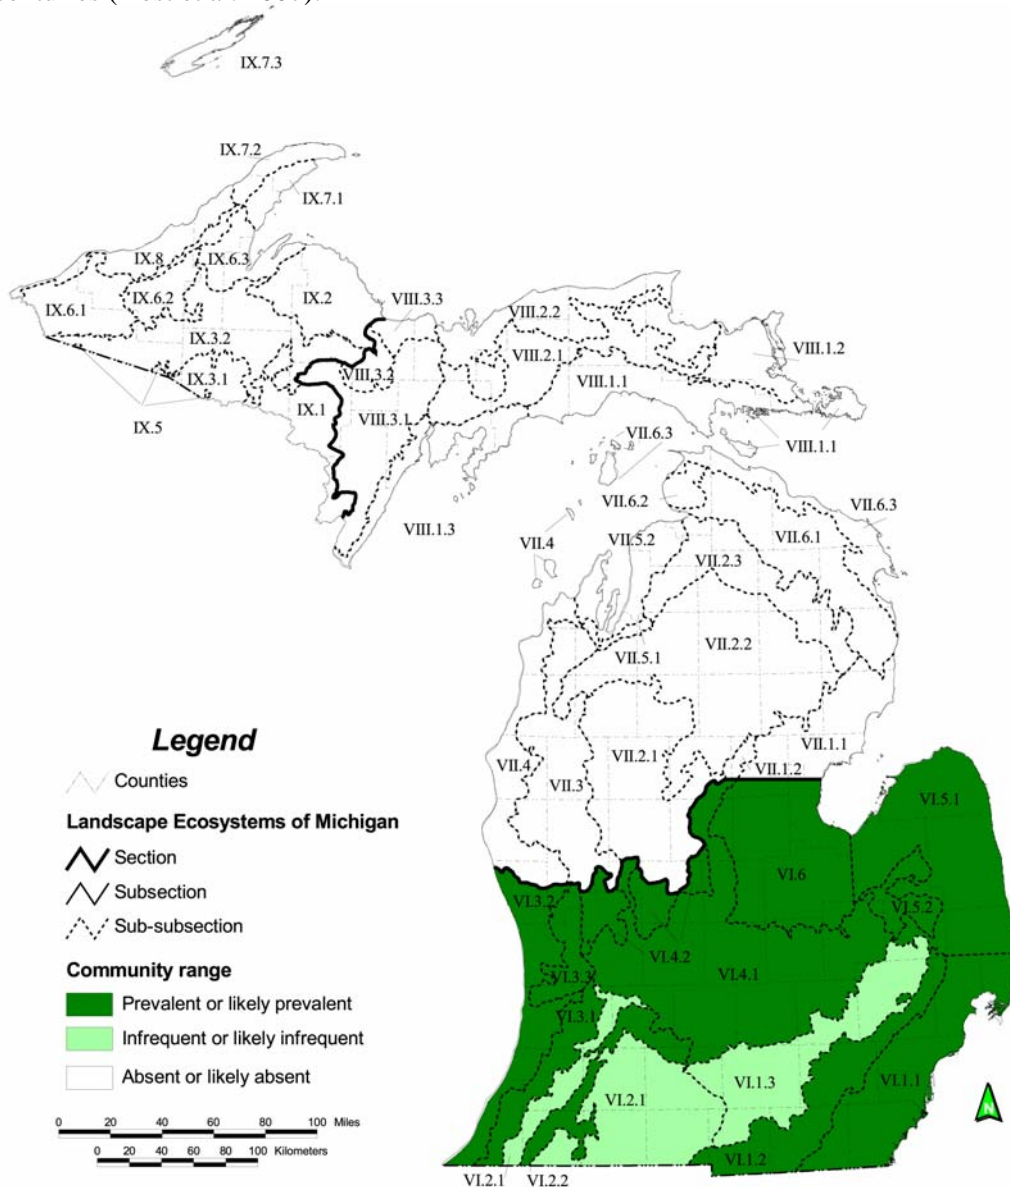 IX.7.3
IX.7.2
IX.7.1
IX.8
IX.6.3
IX.6.1
IX.6.2
IX.2
VIII.3.3
VIII.2.2
IX.3.2
VIII.2.1
VIII.1.2
IX.3.1
VIII.3.2
VIII.1.1
IX.1
VIII.3.1
IX.5
VII.6.3
VIII.1.1
VII.6.2
VII.6.3
VIII.1.3
VII.4
VII.5.2
VII.6.1
VII.2.3
VII.2.2
VII.5.1
Legend
VII.1.1
VII.2.1
VII.4
VII.1.2
VII.3
Counties
VI.5.1
Landscape Ecosystems of Michigan
Section
VI.6
Subsection
VI.3.2
VI.5.2
Sub-subsection
VI.4.2
Community range
VI.4.1
Prevalent or likely prevalent
VI.3.1
Infrequent or likely infrequent
Absent or likely absent
VI.1.1
VI.1.3
VI.2.1
N
0 20 40 60 80 100 Miles
0 20 40 60 80 100 Kilometers
VI.1.2
VI.2.1 VI.2.2